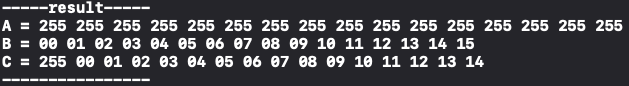 -----result-----
A = 255 255 255 255 255 255 255 255 255 255 255 255 255 255 255 255
B = 00 01 02 03 04 05 06 07 08 09 10 11 12 13 14 15
C = 255 00 01 02 03 04 05 06 07 08 09 10 11 12 13 14
----------------